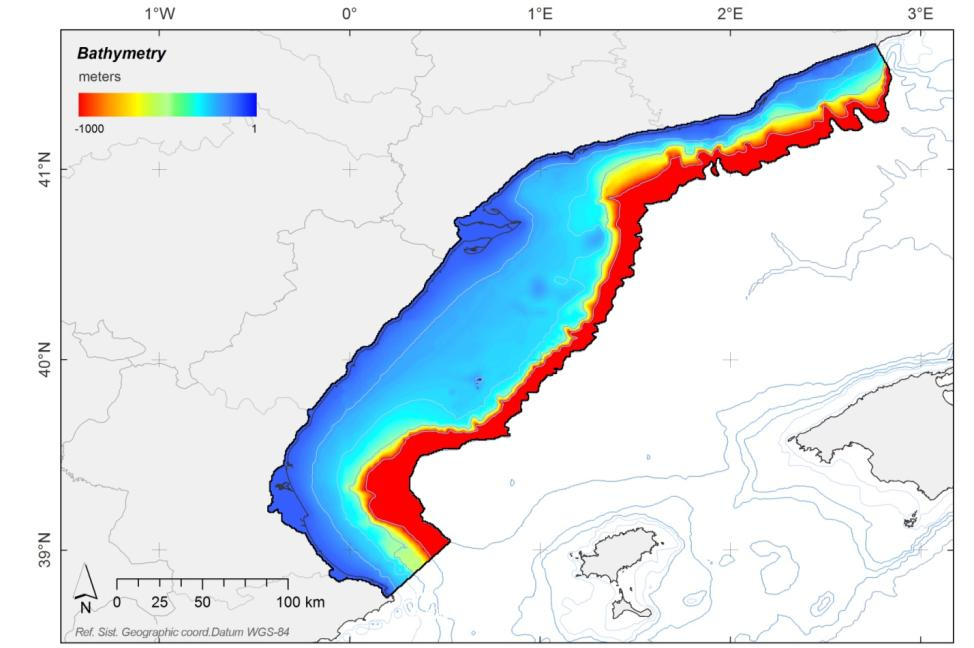 1°W 0° 1°E 2°E 3°E
Bathymetry
meters
-1000 1
41°N
40°N
39°N
N
0 25 50 100 km
Ref. Sist. Geographic coord.Datum WGS-84